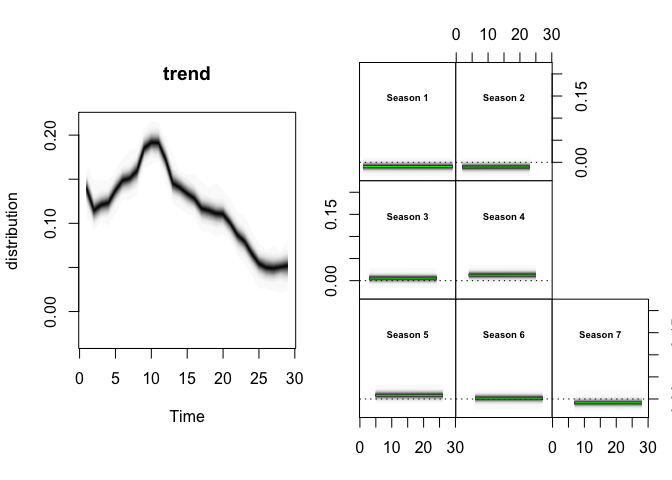 trend
distribution
0.00 0.10 0.20
0 5 10 15 20 25 30
Time
0 10 20 30
Season 1 Season 2
0.00 0.15
Season 3 Season 4
0.00 0.15
Season 5 Season 6 Season 7
0 10 20 30 0 10 20 30